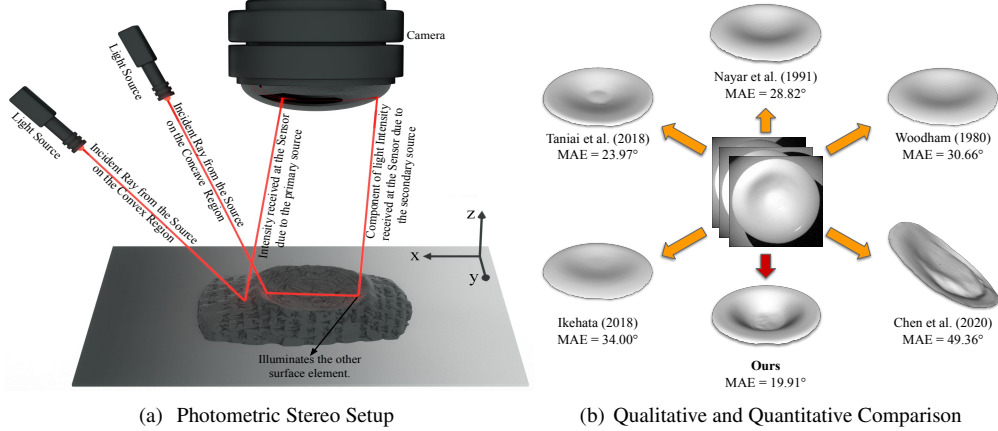 Camera
Light Source
Light Source
Incident Ray from the Source
on the Concave Region
Incident Ray from the Source
on the Convex Region
Intensity received at the Sensor
due to the primary source
Component of light Intensity
received at the Sensor due to
the secondary source
z
x
y
Illuminates the other
surface element.
(a) Photometric Stereo Setup
Nayar et al. (1991)
MAE = 28.82°
Taniai et al. (2018)
MAE = 23.97°
Woodham (1980)
MAE = 30.66°
Ikehata (2018)
MAE = 34.00°
Chen et al. (2020)
MAE = 49.36°
Ours
MAE = 19.91°
(b) Qualitative and Quantitative Comparison